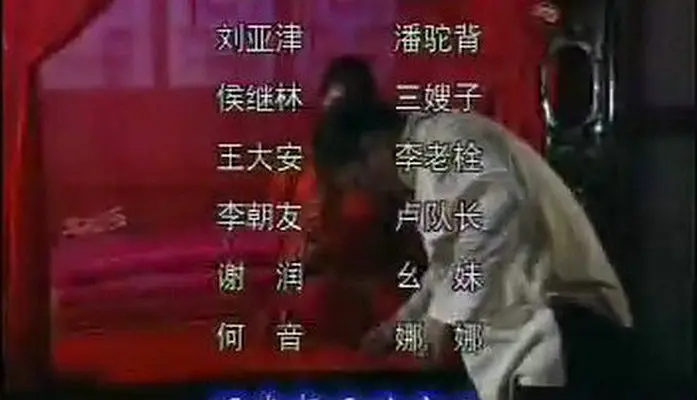 刘亚津 潘驼背
侯继林 三嫂子
王大安 李老栓
李朝友 卢队长
谢 润 幺 妹
何 音 娜 娜